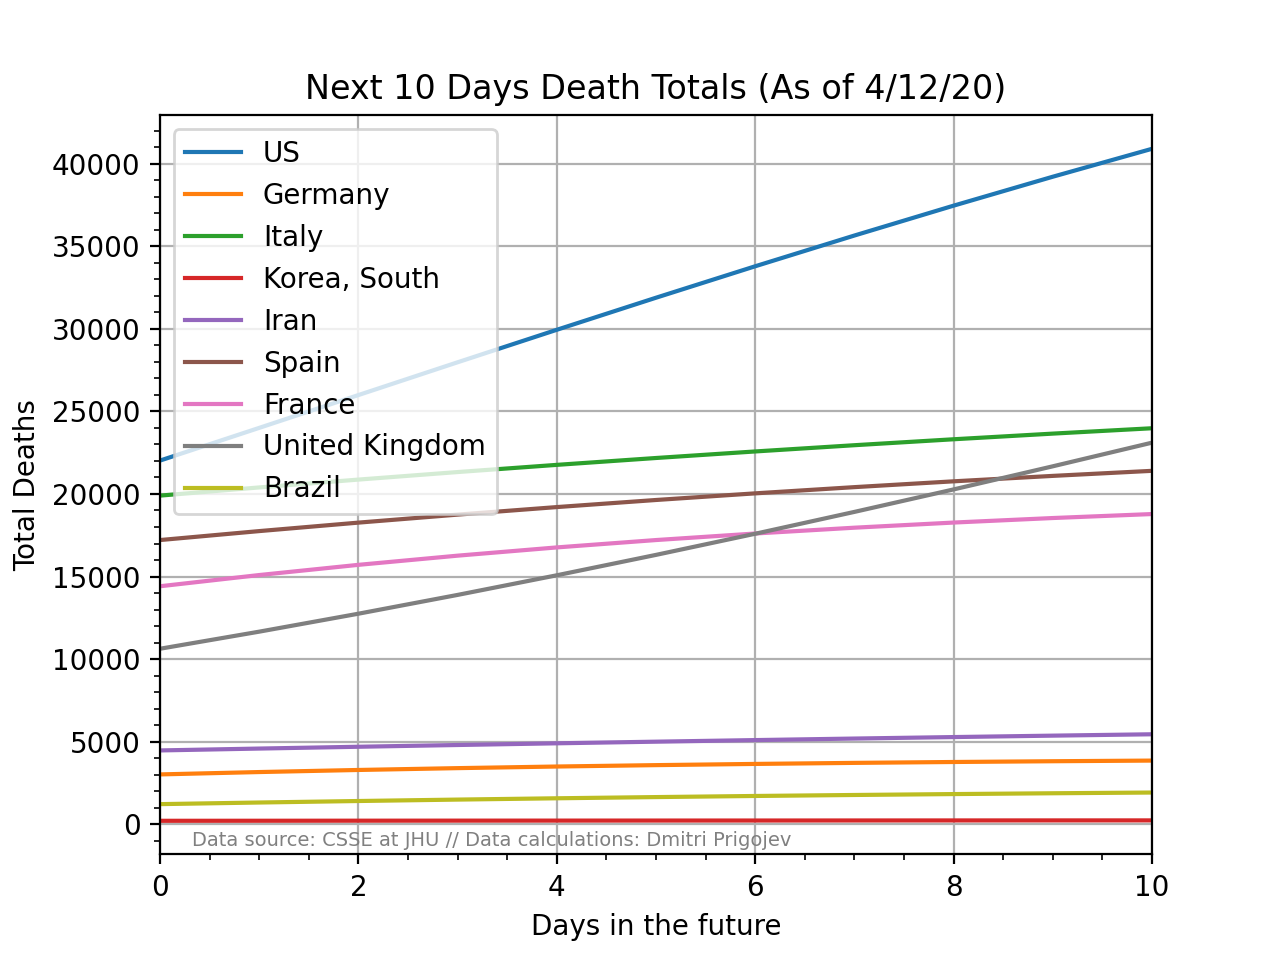 Next 10 Days Death Totals (As of 4/12/20)
Total Deaths
40000
35000
30000
25000
20000
15000
10000
5000
0
US
Germany
Italy
Korea, South
Iran
Spain
France
United Kingdom
Brazil
Data source: CSSE at JHU // Data calculations: Dmitri Prigojev
0 2 4 6 8 10
Days in the future